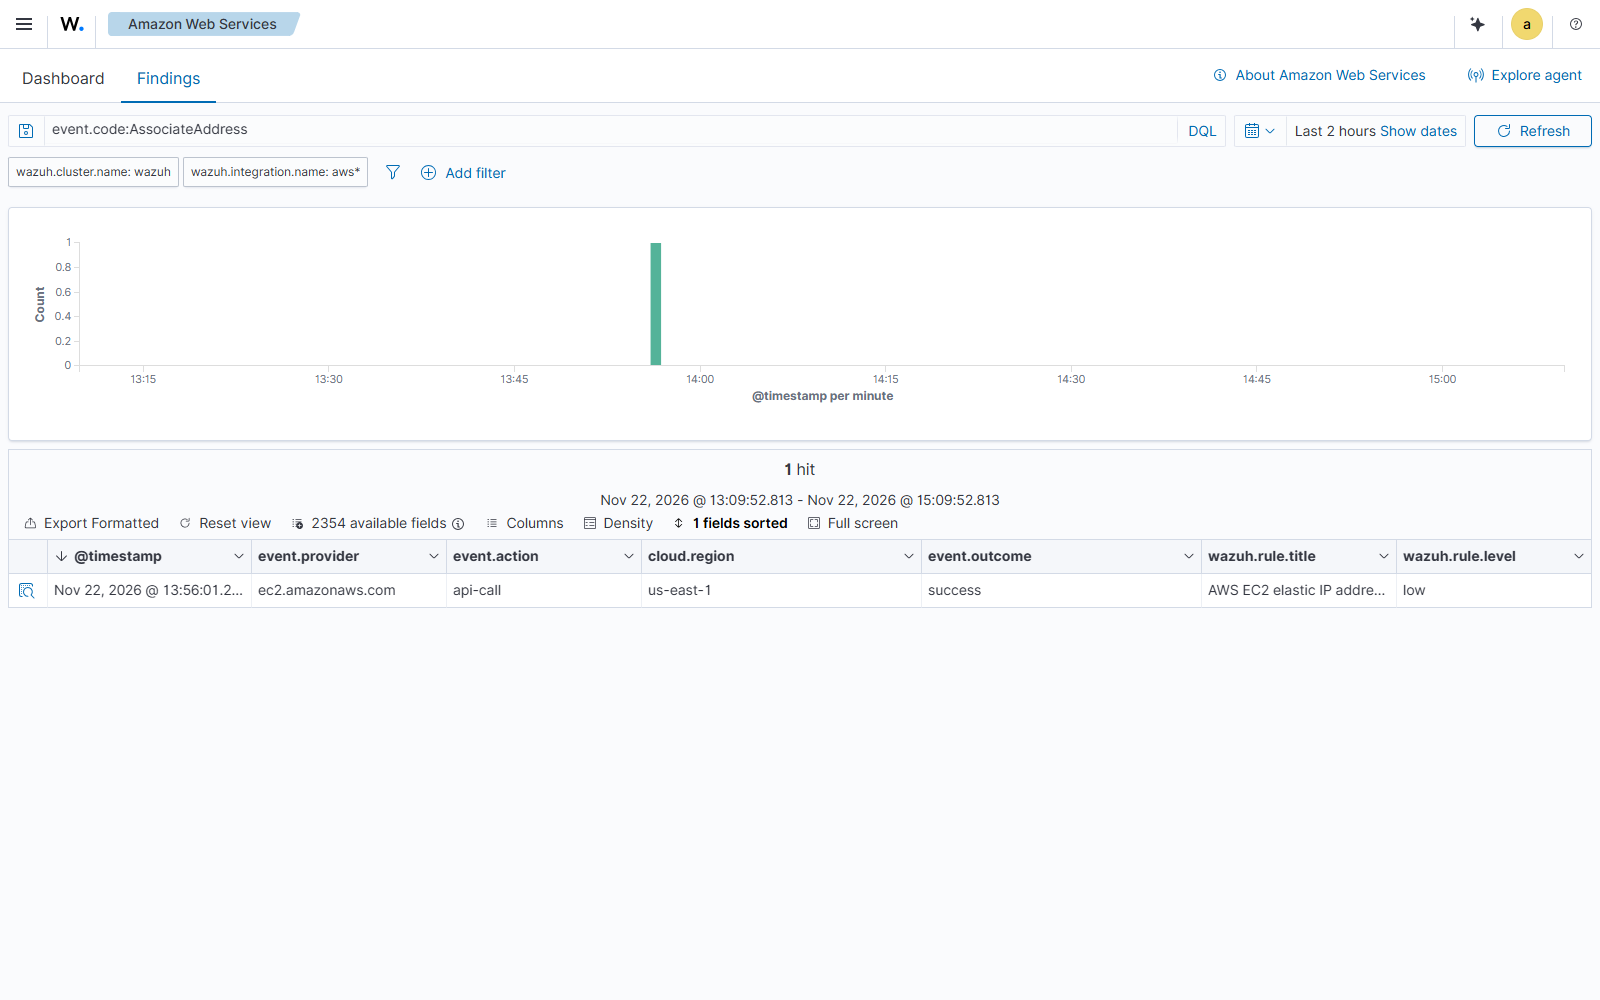 W.
Amazon Web Services
a
Dashboard
Findings
About Amazon Web Services
Explore agent
event.code:AssociateAddress
DQL
Last 2 hours Show dates
Refresh
wazuh.cluster.name: wazuh
wazuh.integration.name: aws*
Add filter
Count
1
0.8
0.6
0.4
0.2
0
13:15
13:30
13:45
14:00
14:15
14:30
14:45
15:00
@timestamp per minute
1 hit
Nov 22, 2026 @ 13:09:52.813 - Nov 22, 2026 @ 15:09:52.813
Export Formatted
Reset view
2354 available fields
Columns
Density
1 fields sorted
Full screen
@timestamp
event.provider
event.action
cloud.region
event.outcome
wazuh.rule.title
wazuh.rule.level
Nov 22, 2026 @ 13:56:01.2...
ec2.amazonaws.com
api-call
us-east-1
success
AWS EC2 elastic IP addre...
low